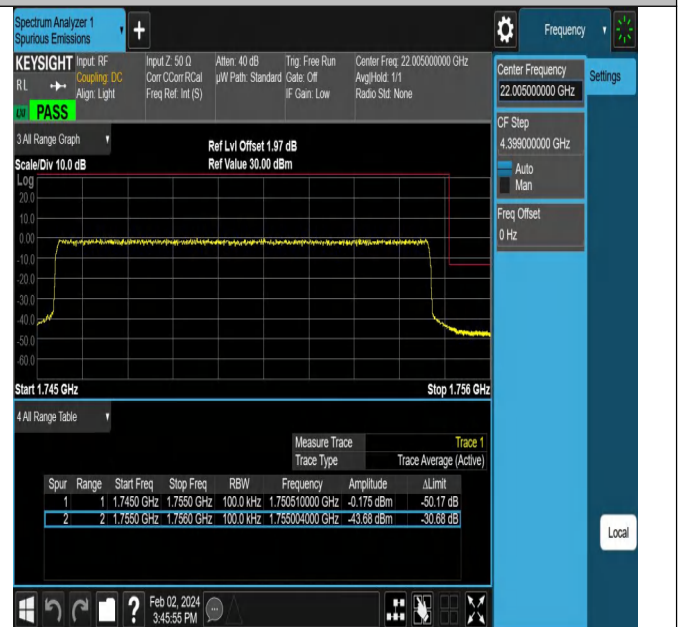 Spectrum Analyzer 1
Spurious Emissions
Frequency
KEYSIGHT Input: RF Input Z: 50 Ω Atten: 40 dB Trig: Free Run Center Freq: 22.005000000 GHz
RL Coupling: DC Corr CCorr RCal µW Path: Standard Gate: Off Avg|Hold: 1/1
Align: Light Freq Ref: Int (S) IF Gain: Low Radio Std: None
PASS
Center Frequency
22.005000000 GHz
Settings
CF Step
4.399000000 GHz
Auto
Man
Freq Offset
0 Hz
3 All Range Graph
Ref Lvl Offset 1.97 dB
Scale/Div 10.0 dB Ref Value 30.00 dBm
Log
20.0
10.0
0.00
-10.0
-20.0
-30.0
-40.0
-50.0
-60.0
Start 1.745 GHz Stop 1.756 GHz
4 All Range Table
Measure Trace Trace 1
Trace Type Trace Average (Active)
Spur Range Start Freq Stop Freq RBW Frequency Amplitude ΔLimit
1 1 1.7450 GHz 1.7550 GHz 100.0 kHz 1.750510000 GHz -0.175 dBm -50.17 dB
2 2 1.7550 GHz 1.7560 GHz 100.0 kHz 1.755004000 GHz -43.68 dBm -30.68 dB
Local
Feb 02, 2024
3:45:55 PM